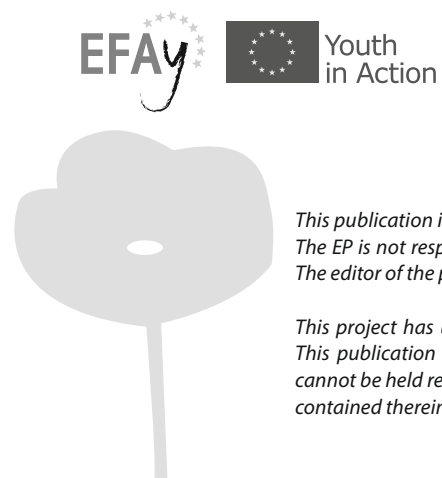 EFAy
Youth
in Action
This publication i
The EP is not resp
The editor of the p
This project has
This publication
cannot be held re
contained therein